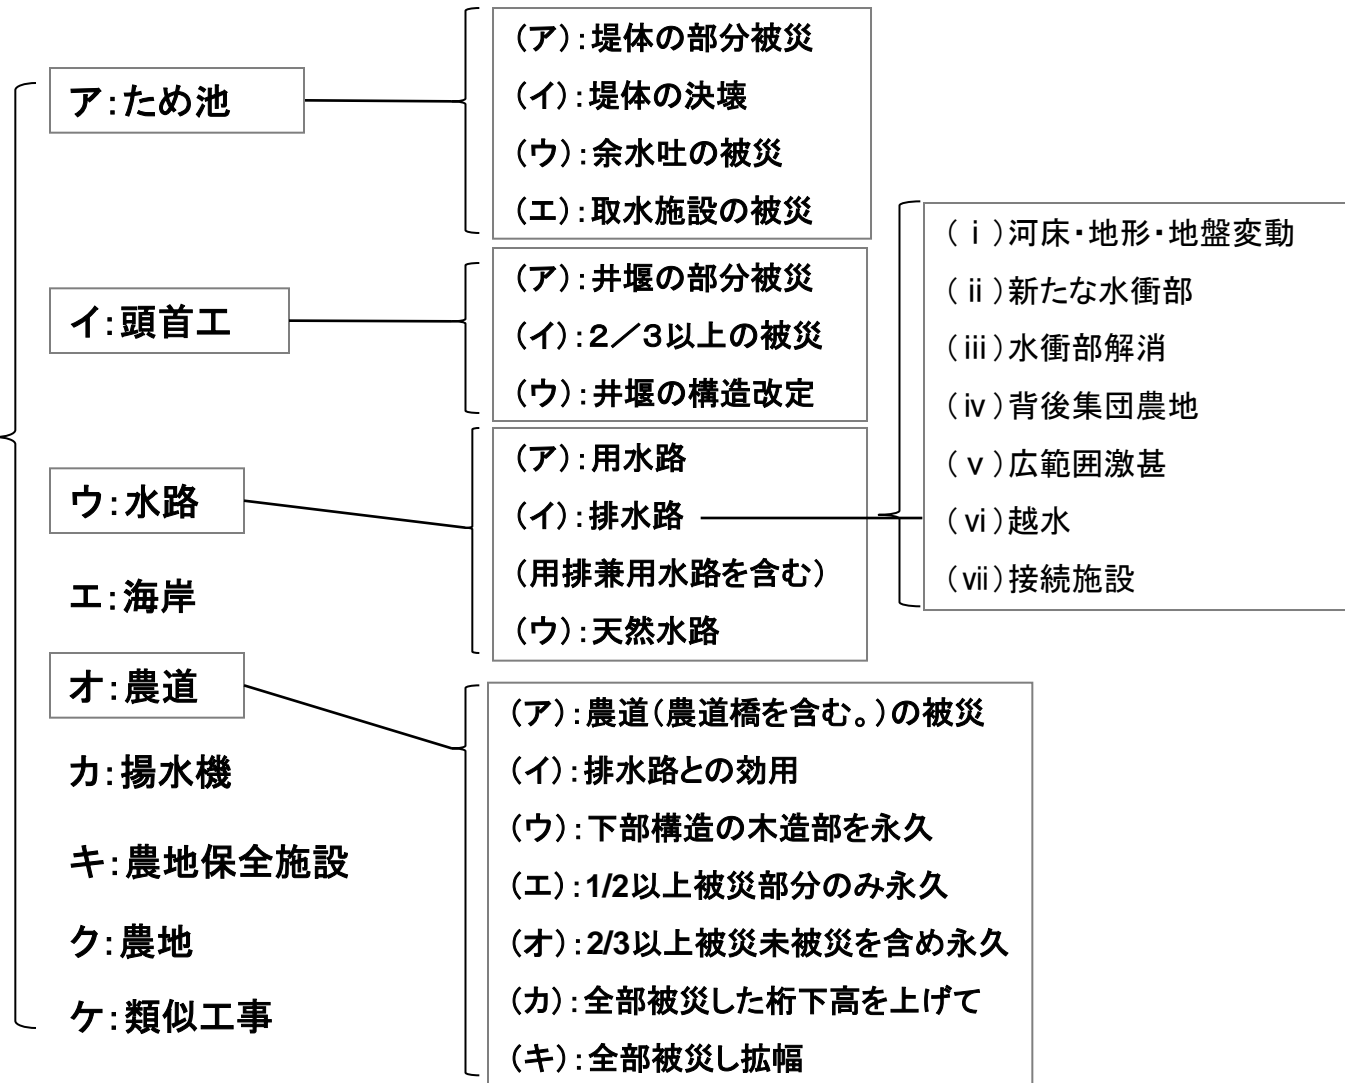 ア:ため池
(ア):堤体の部分被災
(イ):堤体の決壊
(ウ):余水吐の被災
(エ):取水施設の被災
イ:頭首工
(ア):井堰の部分被災
(イ):2/3以上の被災
(ウ):井堰の構造改定
ウ:水路
(ア):用水路
(イ):排水路
(用排兼用水路を含む)
(ウ):天然水路
(ⅰ)河床・地形・地盤変動
(ⅱ)新たな水衝部
(ⅲ)水衝部解消
(ⅳ)背後集団農地
(ⅴ)広範囲激甚
(ⅵ)越水
(ⅶ)接続施設
エ:海岸
オ:農道
(ア):農道(農道橋を含む。)の被災
(イ):排水路との効用
(ウ):下部構造の木造部を永久
(エ):1/2以上被災部分のみ永久
(オ):2/3以上被災未被災を含め永久
(カ):全部被災した桁下高を上げて
(キ):全部被災し拡幅
カ:揚水機
キ:農地保全施設
ク:農地
ケ:類似工事